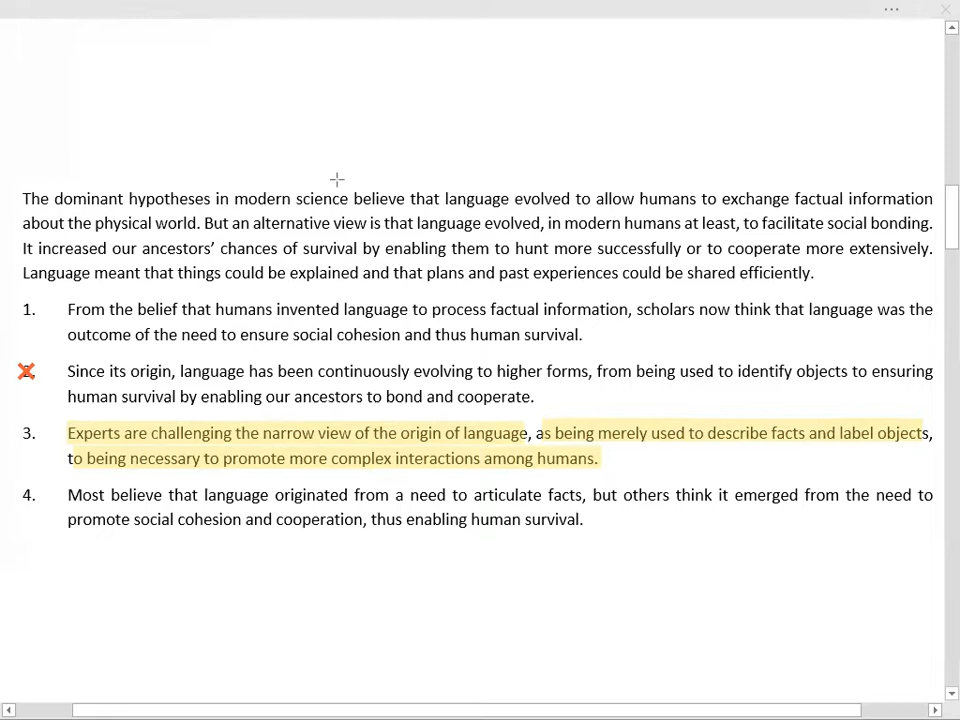 The dominant hypotheses in modern science believe that language evolved to allow humans to exchange factual information
about the physical world. But an alternative view is that language evolved, in modern humans at least, to facilitate social bonding.
It increased our ancestors’ chances of survival by enabling them to hunt more successfully or to cooperate more extensively.
Language meant that things could be explained and that plans and past experiences could be shared efficiently.
1. From the belief that humans invented language to process factual information, scholars now think that language was the
outcome of the need to ensure social cohesion and thus human survival.
2. Since its origin, language has been continuously evolving to higher forms, from being used to identify objects to ensuring
human survival by enabling our ancestors to bond and cooperate.
3. Experts are challenging the narrow view of the origin of language, as being merely used to describe facts and label objects,
to being necessary to promote more complex interactions among humans.
4. Most believe that language originated from a need to articulate facts, but others think it emerged from the need to
promote social cohesion and cooperation, thus enabling human survival.